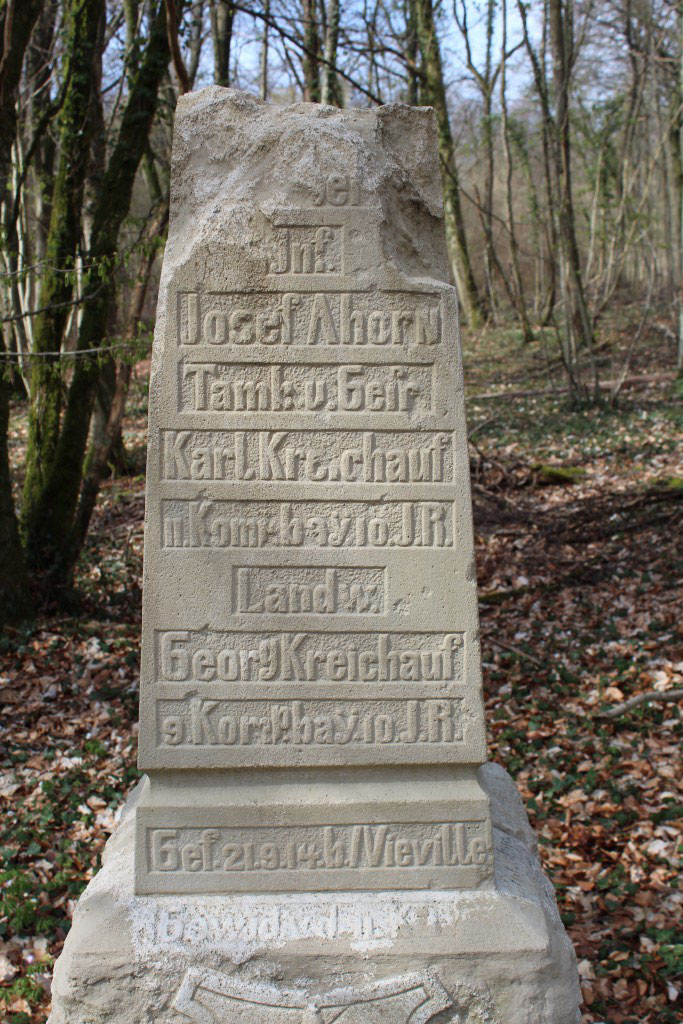 Jnf.
Josef Ahorn
Tamb. u. Gefr.
Karl. Kreichauf
11. Komp. bay. 10. J. R.
Landw.
Georg Kreichauf
9. Komp. bay. 10. J. R.
Gef. 21.9.14. b/ Vieville